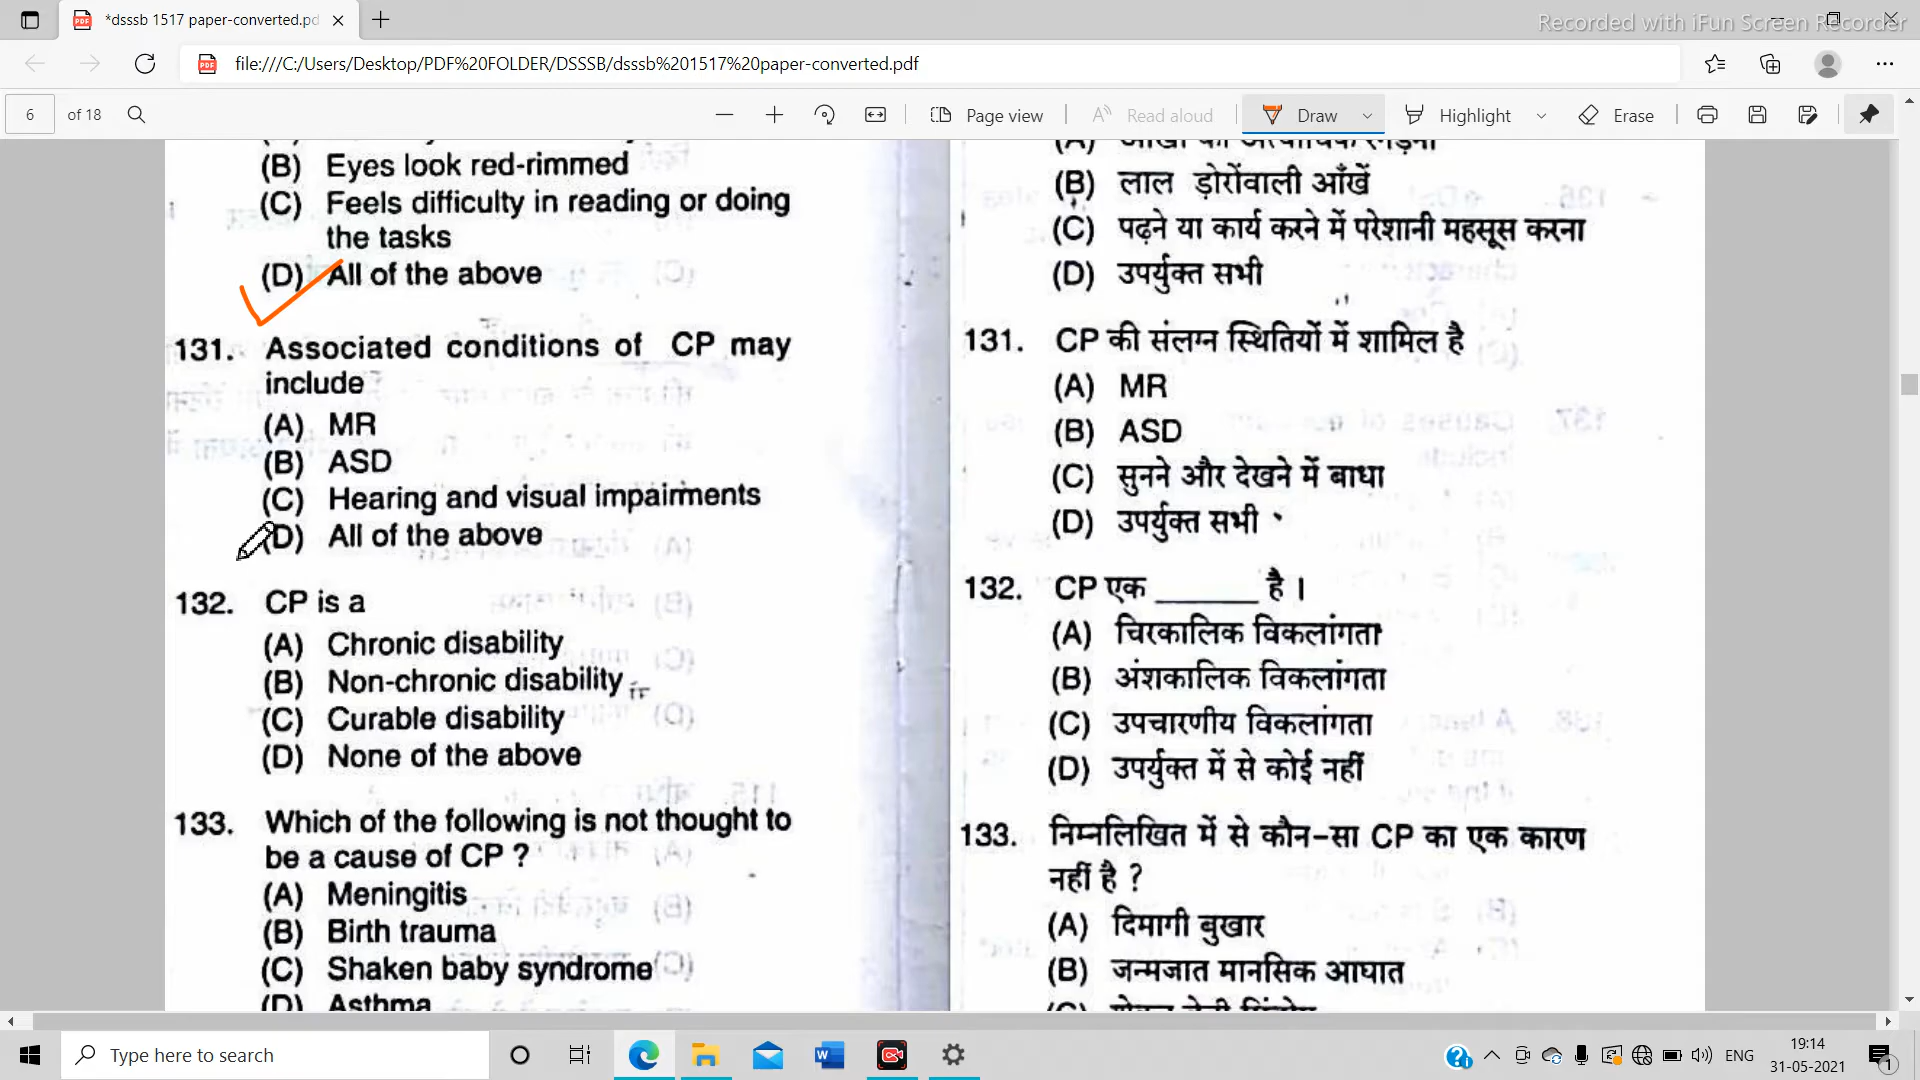 *dsssb 1517 paper-converted.pd
Recorded with iFun Screen Recorder
file:///C:/Users/Desktop/PDF%20FOLDER/DSSSB/dsssb%201517%20paper-converted.pdf
6 of 18
Page view
Read aloud
Draw
Highlight
Erase
(B) Eyes look red-rimmed
(C) Feels difficulty in reading or doing
the tasks
(D) All of the above
131. Associated conditions of CP may
include
(A) MR
(B) ASD
(C) Hearing and visual impairments
(D) All of the above
132. CP is a
(A) Chronic disability
(B) Non-chronic disability
(C) Curable disability
(D) None of the above
133. Which of the following is not thought to
be a cause of CP ?
(A) Meningitis
(B) Birth trauma
(C) Shaken baby syndrome
(D) Asthma
(B) लाल ड़ोरोंवाली आँखें
(C) पढ़ने या कार्य करने में परेशानी महसूस करना
(D) उपर्युक्त सभी
131. CP की संलग्न स्थितियों में शामिल है
(A) MR
(B) ASD
(C) सुनने और देखने में बाधा
(D) उपर्युक्त सभी
132. CP एक ______ है ।
(A) चिरकालिक विकलांगता
(B) अंशकालिक विकलांगता
(C) उपचारणीय विकलांगता
(D) उपर्युक्त में से कोई नहीं
133. निम्नलिखित में से कौन-सा CP का एक कारण
नहीं है ?
(A) दिमागी बुखार
(B) जन्मजात मानसिक आघात
Type here to search
ENG
19:14
31-05-2021
1